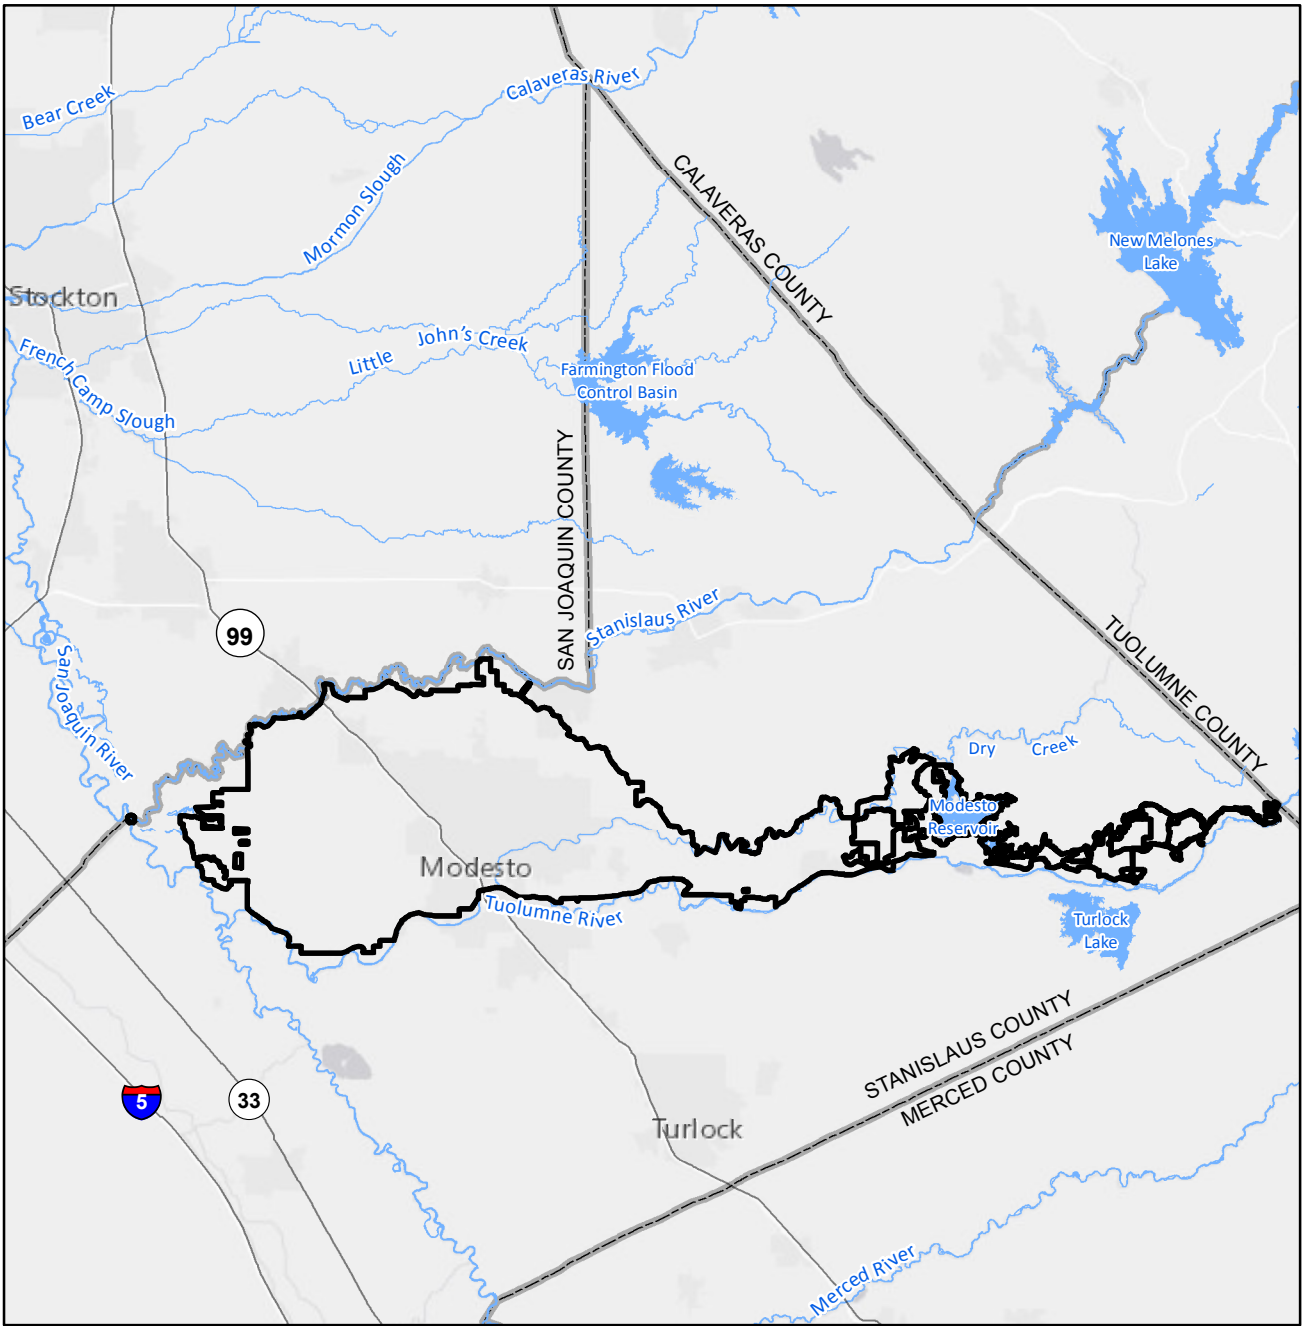 Calaveras River
Bear Creek
Mormon Slough
CALAVERAS COUNTY
New Melones
Lake
Stockton
French Camp Slough
Little John's Creek
Farmington Flood
Control Basin
SAN JOAQUIN COUNTY
Stanislaus River
99
TUOLUMNE COUNTY
San Joaquin River
Dry Creek
Modesto
Reservoir
Modesto
Tuolumne River
Turlock
Lake
STANISLAUS COUNTY
MERCED COUNTY
5
33
Turlock
Merced River